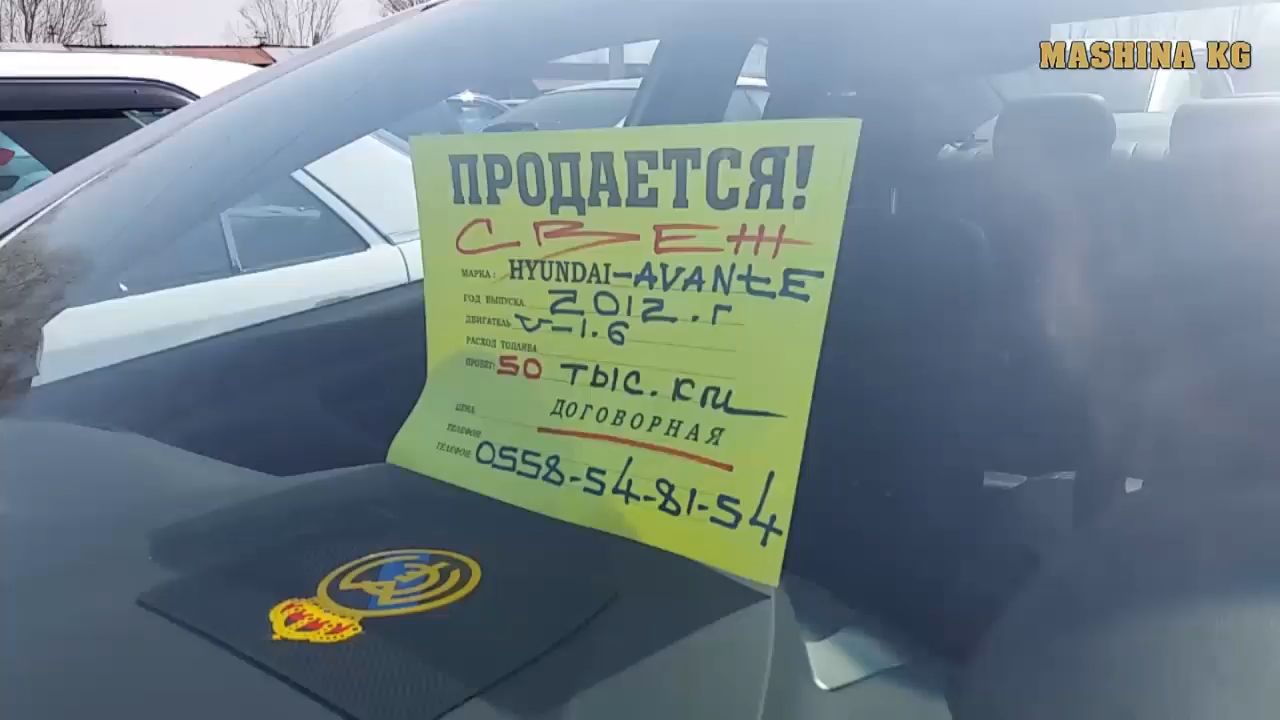 MASHINA KG
ПРОДАЕТСЯ!
СВЕЖ
МАРКА: HYUNDAI-AVANTE
ГОД ВЫПУСКА 2012.г
ДВИГАТЕЛЬ V-1.6
РАСХОД ТОПЛИВА
ПРОБЕГ: 50 тыс. км
ЦЕНА ДОГОВОРНАЯ
ТЕЛЕФОН
ТЕЛЕФОН: 0558-54-81-54